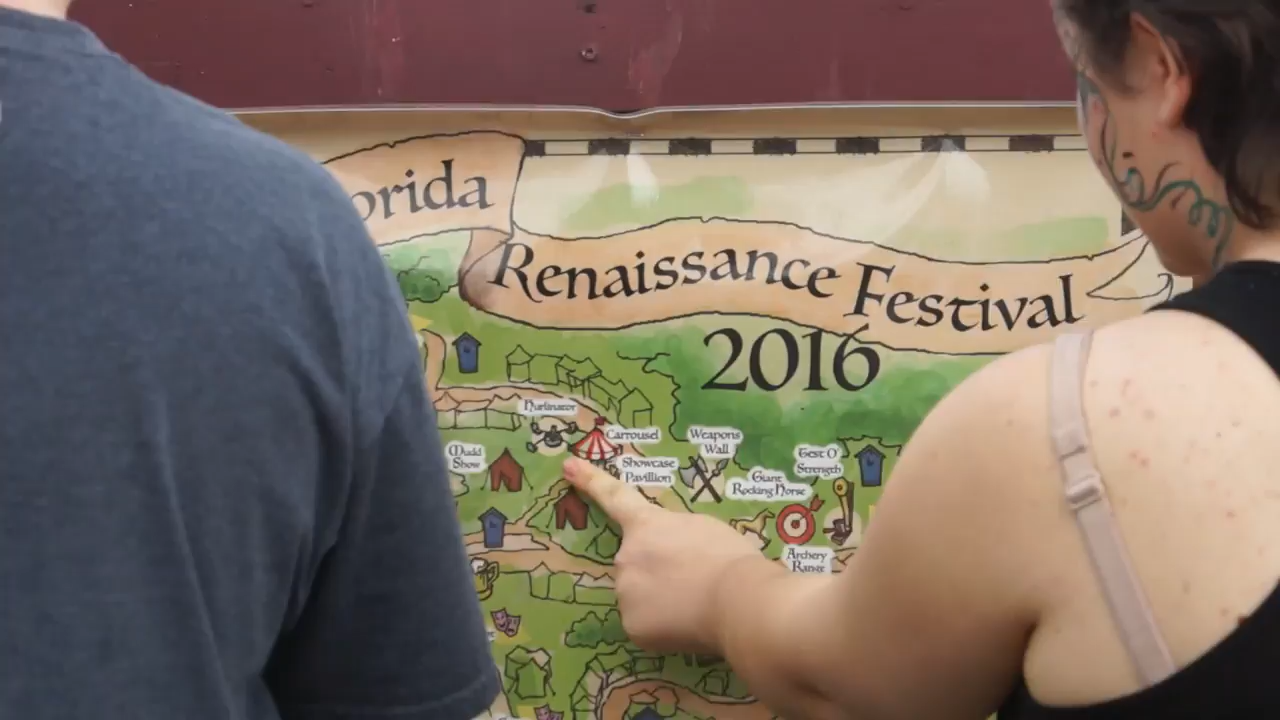 orida
Renaissance Festival
2016
Hurlinator
Carrousel
Mudd
Show
Showcase
Pavillion
Weapons
Wall
Giant
Rocking Horse
Test O'
Strength
Archery
Range